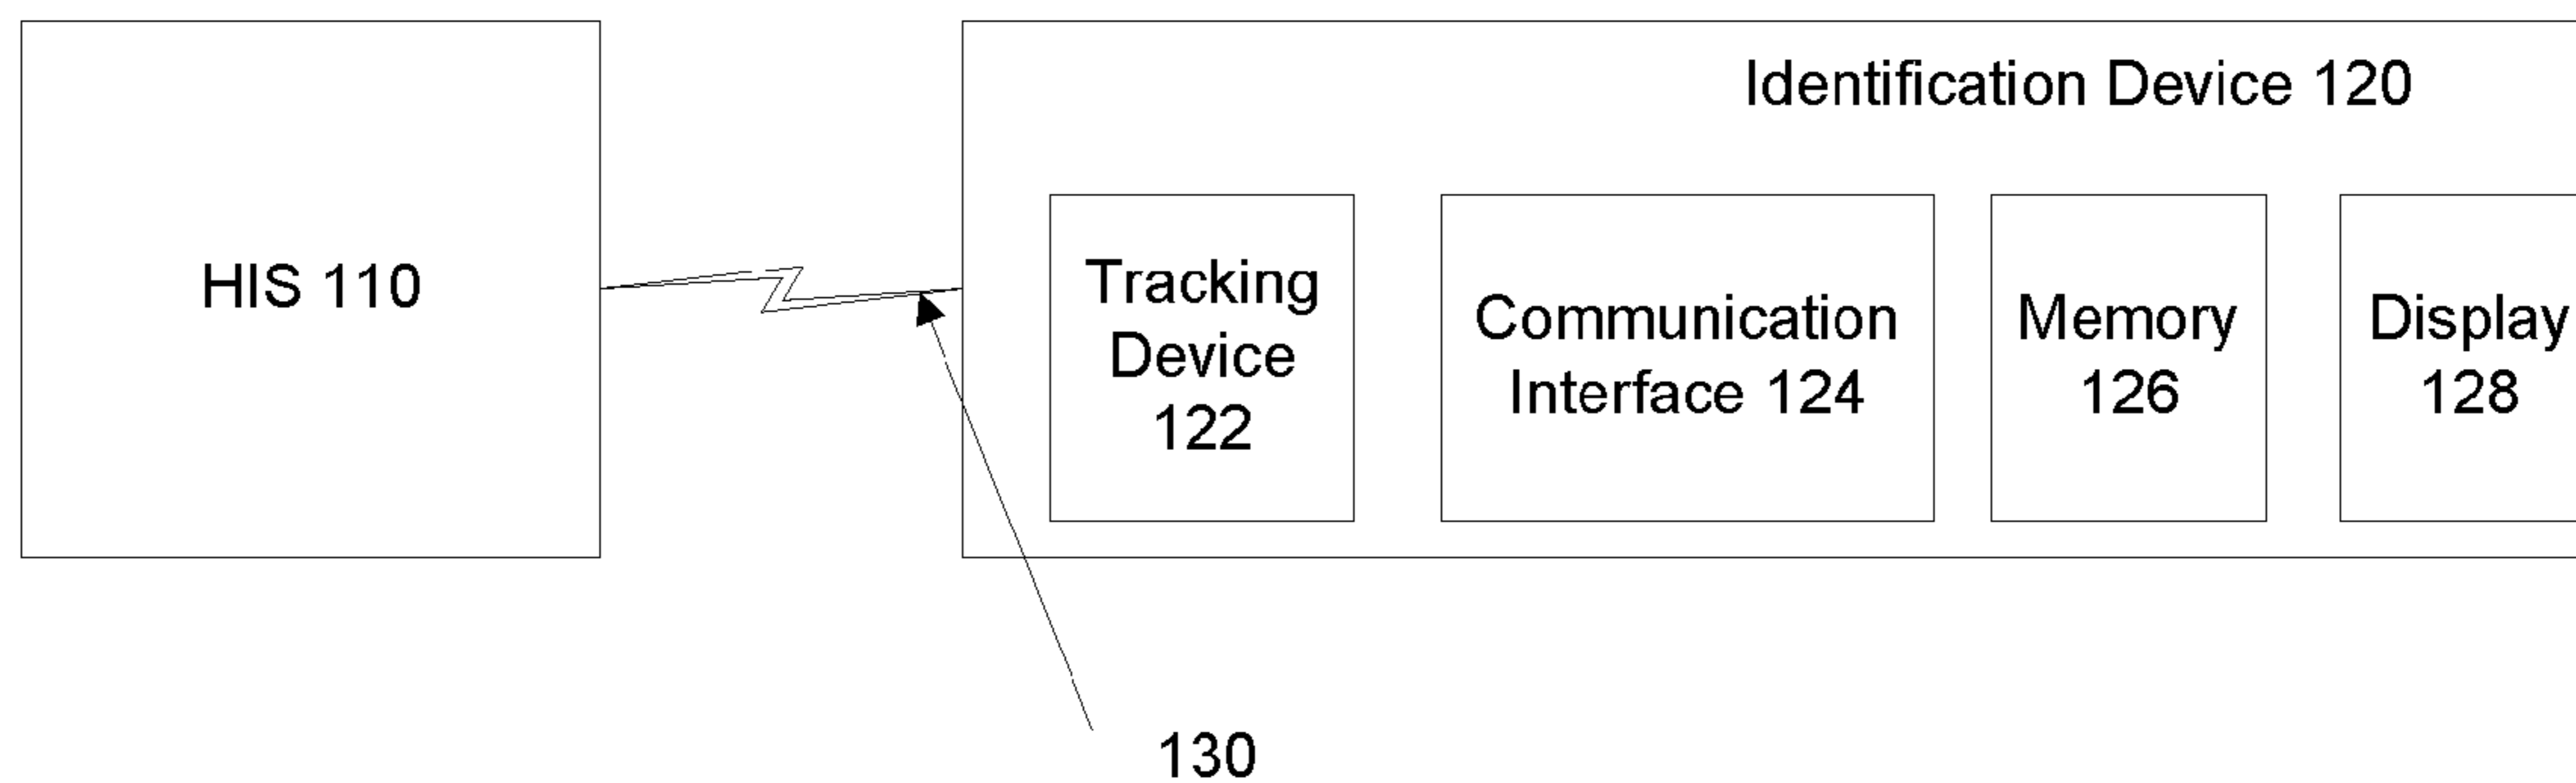 Identification Device 120
HIS 110
Tracking
Device
122
Communication
Interface 124
Memory
126
Display
128
130